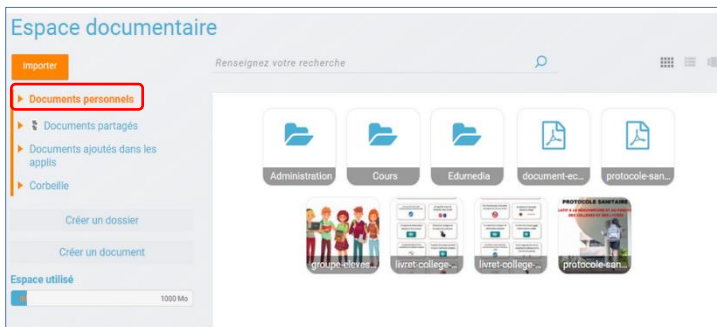 Espace documentaire
Importer
Renseignez votre recherche
Documents personnels
Documents partagés
Documents ajoutés dans les
applis
Corbeille
Créer un dossier
Créer un document
Espace utilisé
1000 Mo
Administration
Cours
Edumedia
document-ec...
protocole-san...
groupe-eleves...
livret-college-...
livret-college-...
PROTOCOLE SANITAIRE
protocole-san...